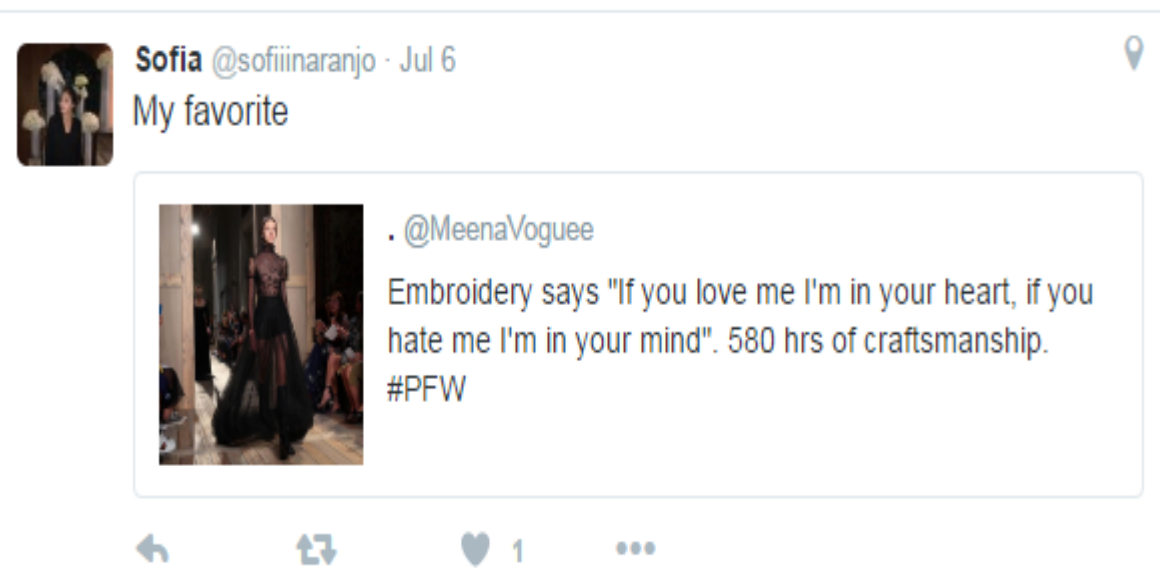 Sofia @sofiiinaranjo · Jul 6
My favorite
. @MeenaVoguee
Embroidery says "If you love me I'm in your heart, if you
hate me I'm in your mind". 580 hrs of craftsmanship.
#PFW
1